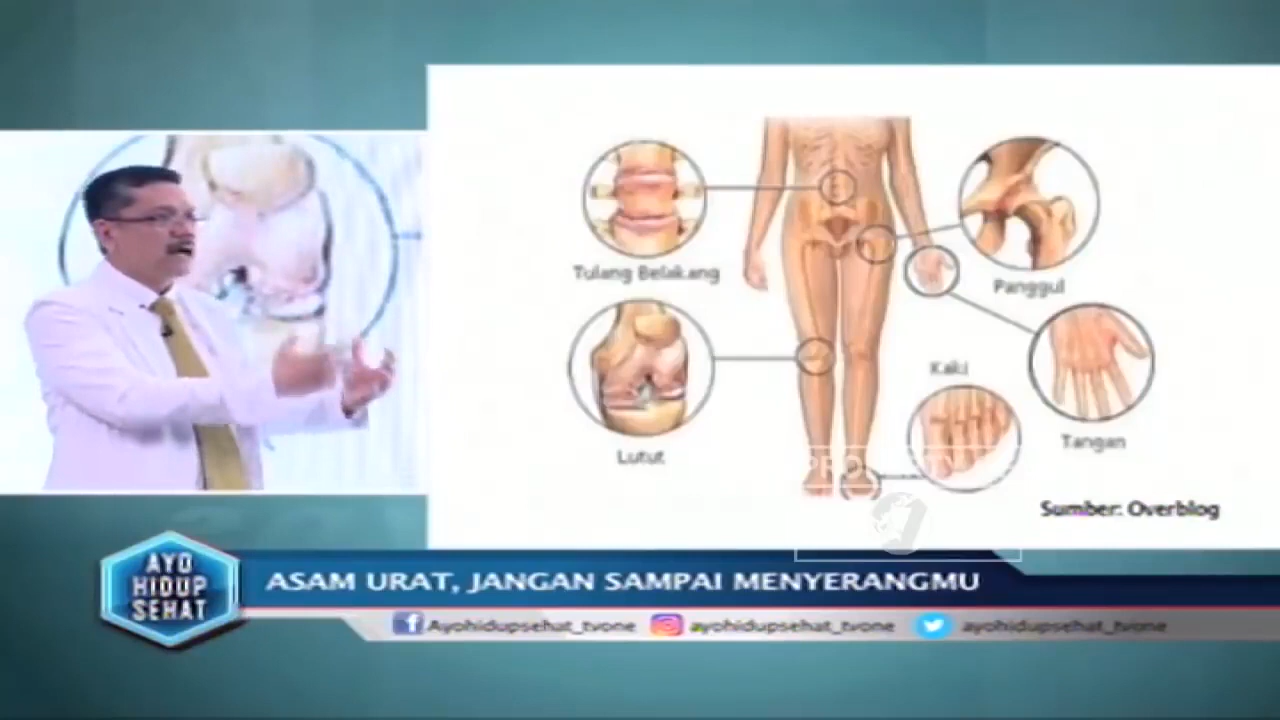 Tulang Belakang
Panggul
Kaki
Tangan
Lutut
Sumber: Overblog
AYO
HIDUP
SEHAT
ASAM URAT, JANGAN SAMPAI MENYERANGMU
Ayohidupsehat_tvone
ayohidupsehat_tvone
ayohidupsehat_tvone